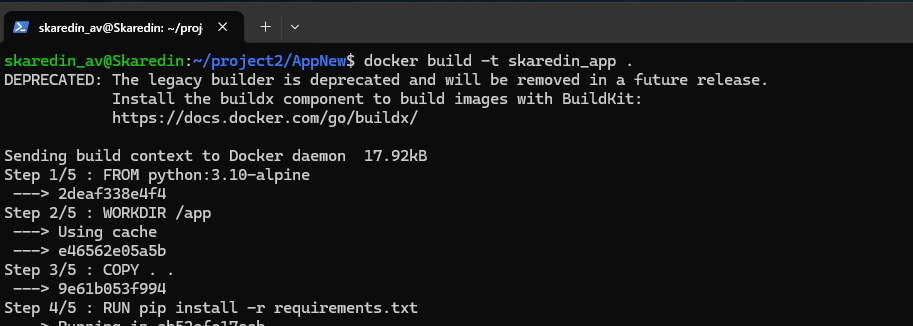 skaredin_av@Skaredin: ~/proj
skaredin_av@Skaredin:~/project2/AppNew$ docker build -t skaredin_app .
DEPRECATED: The legacy builder is deprecated and will be removed in a future release.
            Install the buildx component to build images with BuildKit:
            https://docs.docker.com/go/buildx/
Sending build context to Docker daemon  17.92kB
Step 1/5 : FROM python:3.10-alpine
 ---> 2deaf338e4f4
Step 2/5 : WORKDIR /app
 ---> Using cache
 ---> e46562e05a5b
Step 3/5 : COPY . .
 ---> 9e61b053f994
Step 4/5 : RUN pip install -r requirements.txt
 ---> Running in